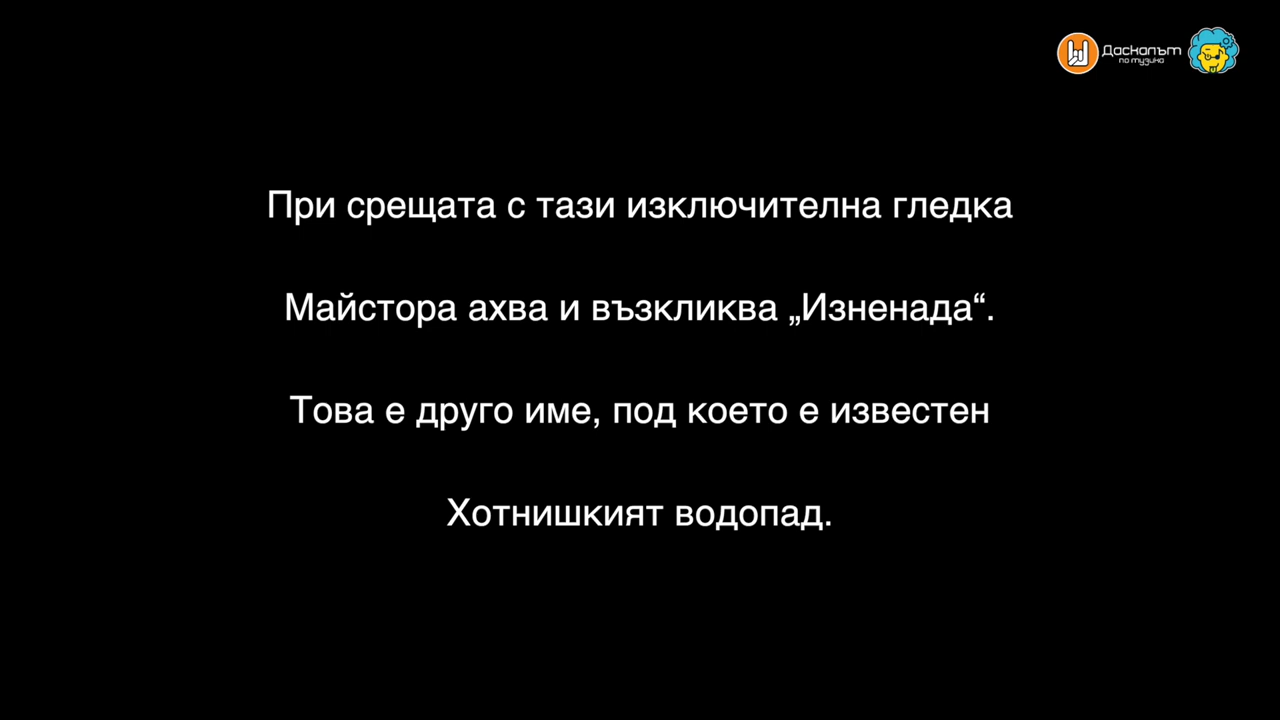 Даскалът
по музика
При срещата с тази изключителна гледка
Майстора ахва и възкликва „Изненада“.
Това е друго име, под което е известен
Хотнишкият водопад.